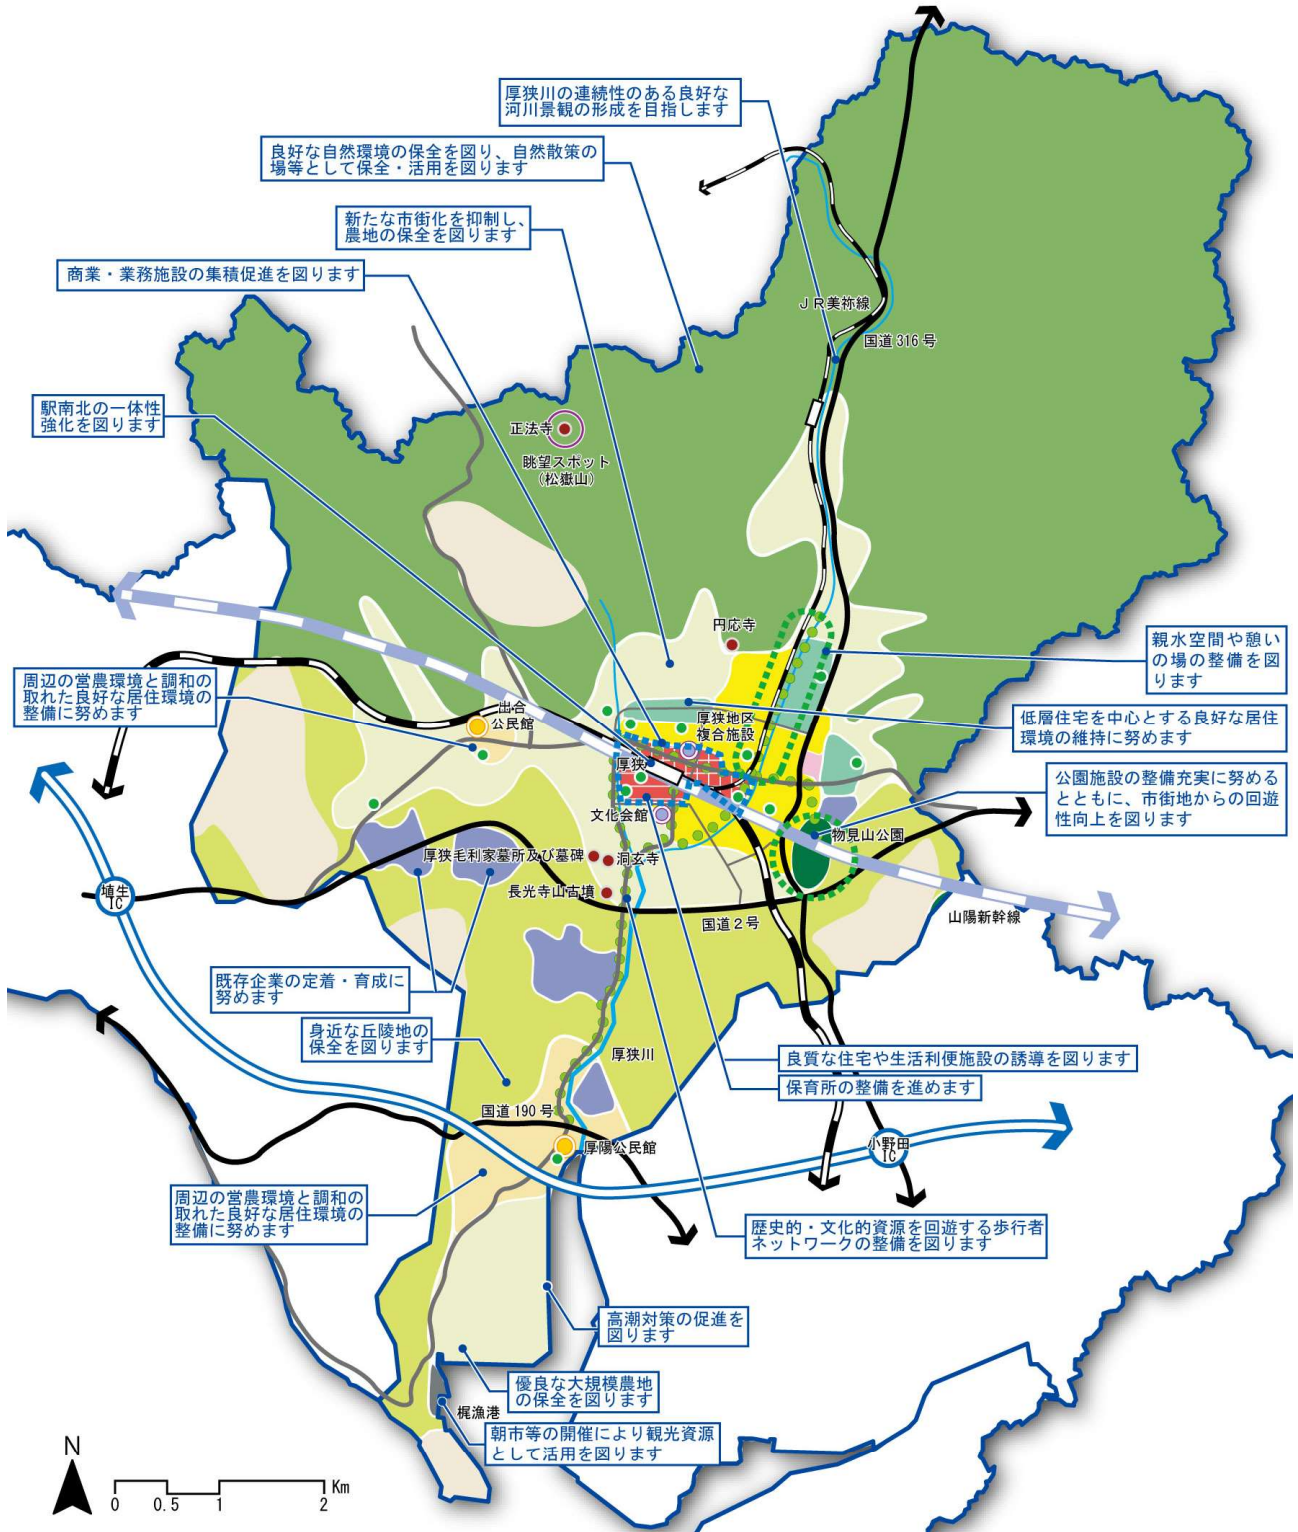 厚狭川の連続性のある良好な
河川景観の形成を目指します
良好な自然環境の保全を図り、自然散策の
場等として保全・活用を図ります
新たな市街化を抑制し、
農地の保全を図ります
商業・業務施設の集積促進を図ります
JR美祢線
国道316号
駅南北の一体性
強化を図ります
正法寺
眺望スポット
(松嶽山)
円応寺
親水空間や憩い
の場の整備を図
ります
周辺の営農環境と調和の
取れた良好な居住環境の
整備に努めます
出合
公民館
厚狭地区
複合施設
低層住宅を中心とする良好な居住
環境の維持に努めます
厚狭
公園施設の整備充実に努める
とともに、市街地からの回遊
性向上を図ります
文化会館
物見山公園
厚狭毛利家墓所及び墓碑
洞玄寺
長光寺山古墳
埴生
IC
国道2号
山陽新幹線
既存企業の定着・育成に
努めます
身近な丘陵地の
保全を図ります
厚狭川
良質な住宅や生活利便施設の誘導を図ります
保育所の整備を進めます
国道190号
厚陽公民館
小野田
IC
周辺の営農環境と調和の
取れた良好な居住環境の
整備に努めます
歴史的・文化的資源を回遊する歩行者
ネットワークの整備を図ります
高潮対策の促進を
図ります
優良な大規模農地
の保全を図ります
梶漁港
朝市等の開催により観光資源
として活用を図ります
N
0 0.5 1 2 Km